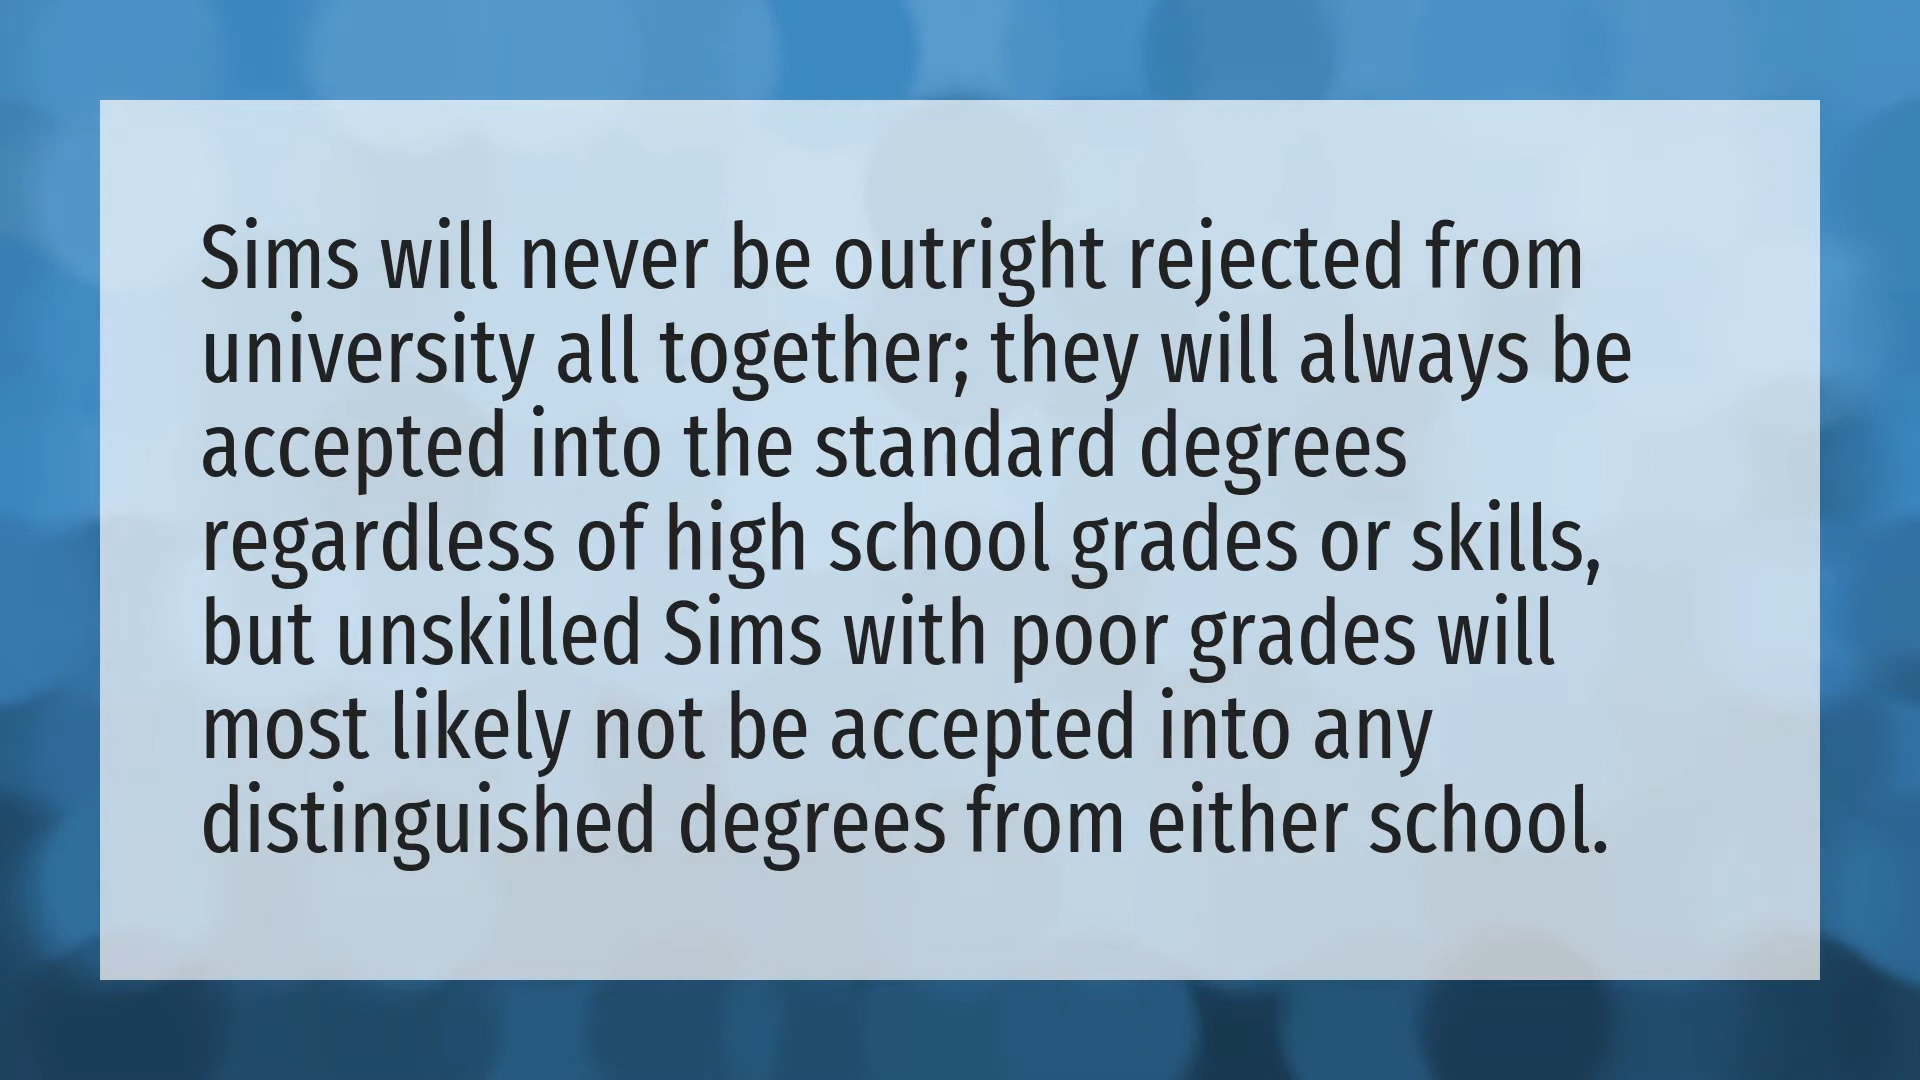 Sims will never be outright rejected from
university all together; they will always be
accepted into the standard degrees
regardless of high school grades or skills,
but unskilled Sims with poor grades will
most likely not be accepted into any
distinguished degrees from either school.